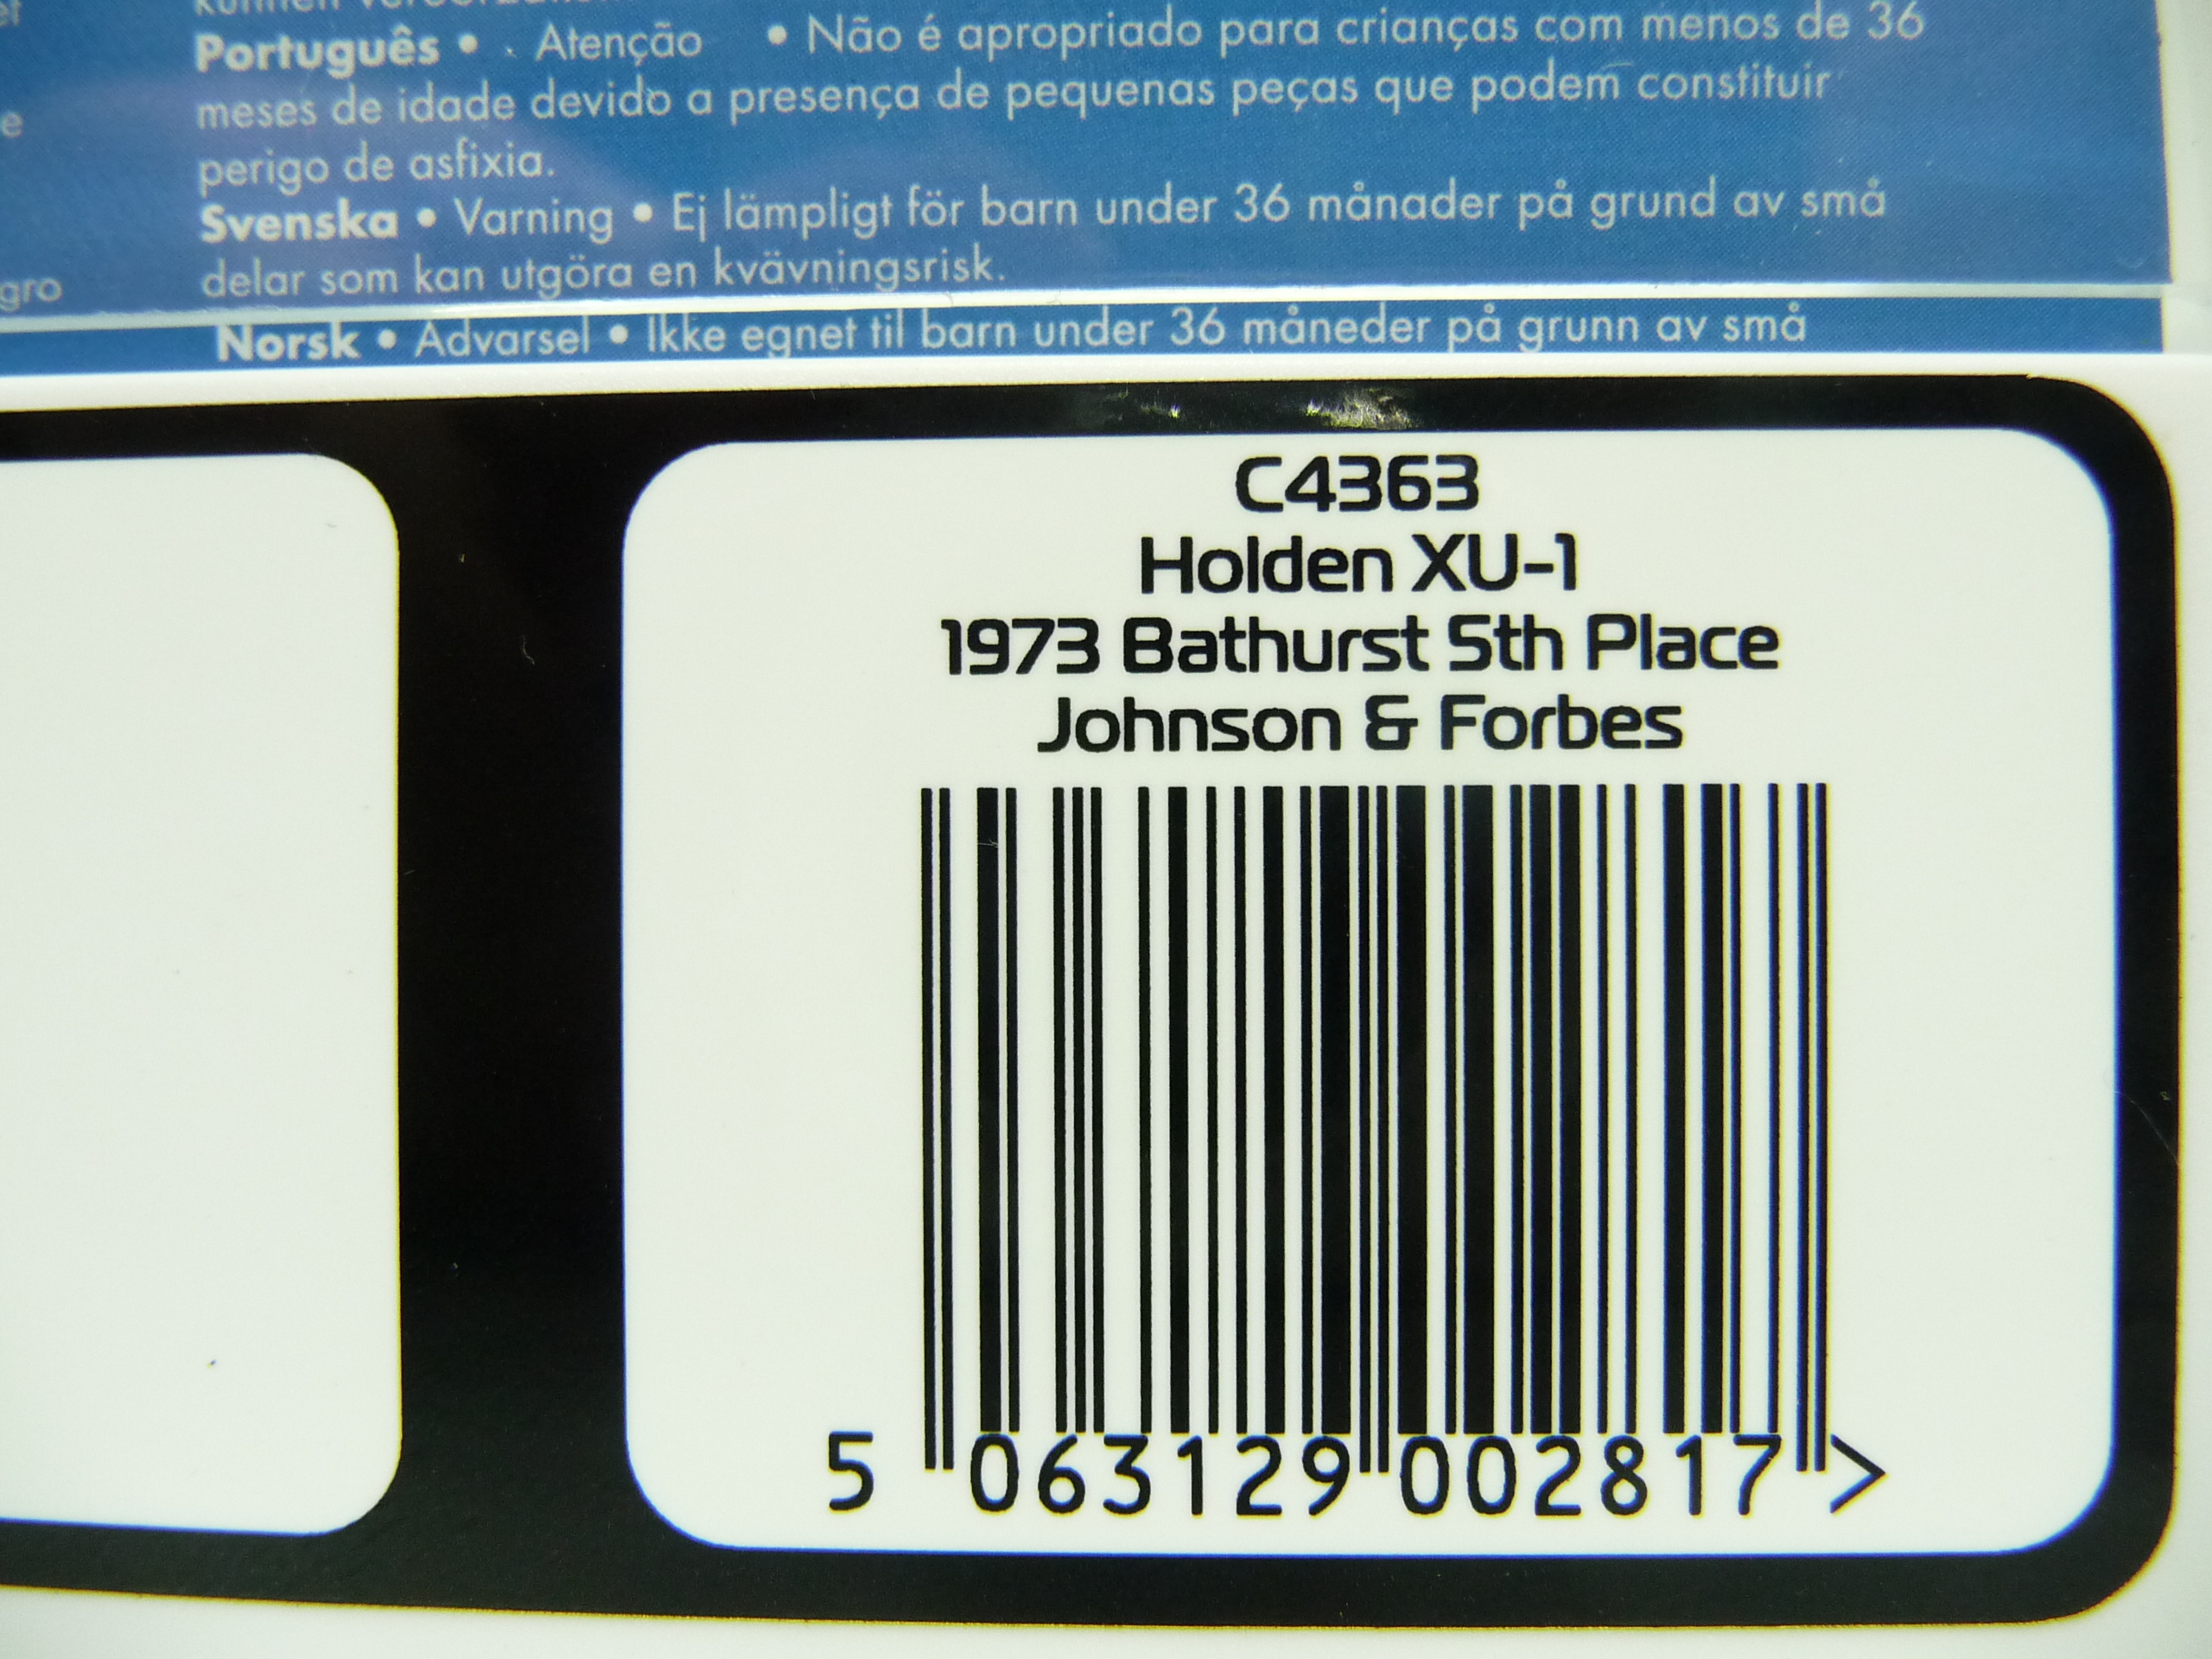 Português • Atenção • Não é apropriado para crianças com menos de 36
meses de idade devido a presença de pequenas peças que podem constituir
perigo de asfixia.
Svenska • Varning • Ej lämpligt för barn under 36 månader på grund av små
delar som kan utgöra en kvävningsrisk.
gro
Norsk • Advarsel • Ikke egnet til barn under 36 måneder på grunn av små
C4363
Holden XU-1
1973 Bathurst 5th Place
Johnson & Forbes
5 063129 002817 >